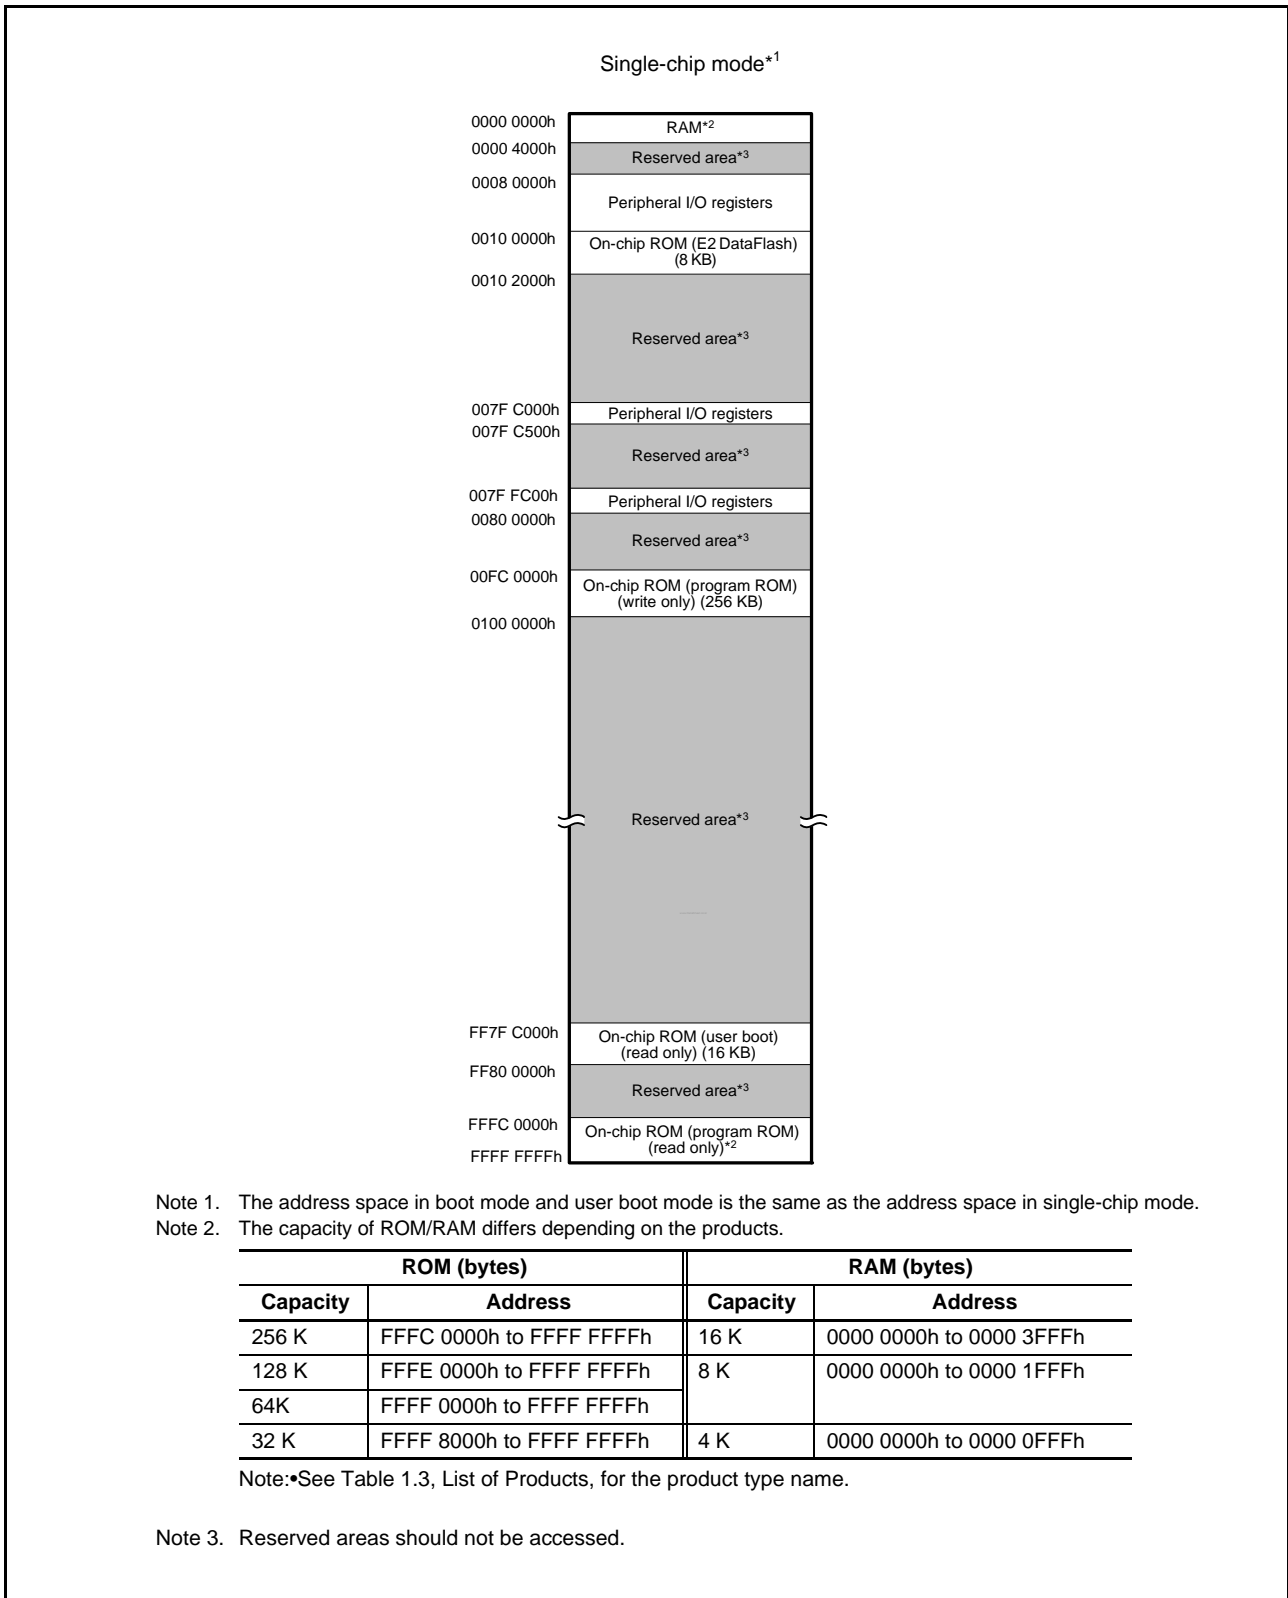 Single-chip mode*1
0000 0000h
RAM*2
0000 4000h
Reserved area*3
0008 0000h
Peripheral I/O registers
0010 0000h
On-chip ROM (E2 DataFlash)
(8 KB)
0010 2000h
Reserved area*3
007F C000h
Peripheral I/O registers
007F C500h
Reserved area*3
007F FC00h
Peripheral I/O registers
0080 0000h
Reserved area*3
00FC 0000h
On-chip ROM (program ROM)
(write only) (256 KB)
0100 0000h
Reserved area*3
FF7F C000h
On-chip ROM (user boot)
(read only) (16 KB)
FF80 0000h
Reserved area*3
FFFC 0000h
On-chip ROM (program ROM)
(read only)*2
FFFF FFFFh
Note 1. The address space in boot mode and user boot mode is the same as the address space in single-chip mode.
Note 2. The capacity of ROM/RAM differs depending on the products.
ROM (bytes) RAM (bytes)
Capacity Address Capacity Address
256 K FFFC 0000h to FFFF FFFFh 16 K 0000 0000h to 0000 3FFFh
128 K FFFE 0000h to FFFF FFFFh 8 K 0000 0000h to 0000 1FFFh
64K FFFF 0000h to FFFF FFFFh
32 K FFFF 8000h to FFFF FFFFh 4 K 0000 0000h to 0000 0FFFh
Note:•See Table 1.3, List of Products, for the product type name.
Note 3. Reserved areas should not be accessed.